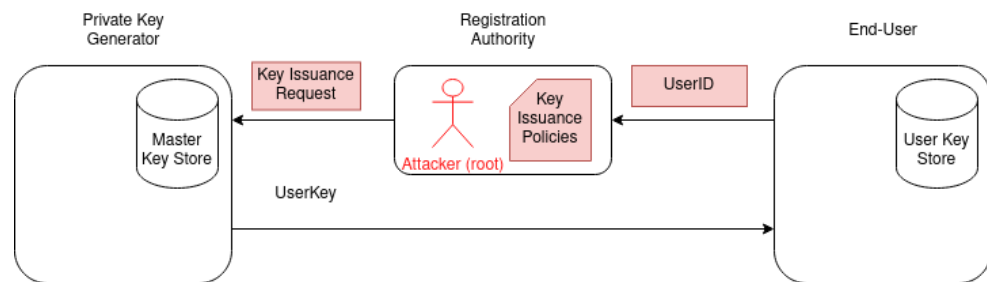 Private Key
Generator
Registration
Authority
End-User
Key Issuance
Request
UserID
Key
Issuance
Policies
Master
Key Store
Attacker (root)
User Key
Store
UserKey